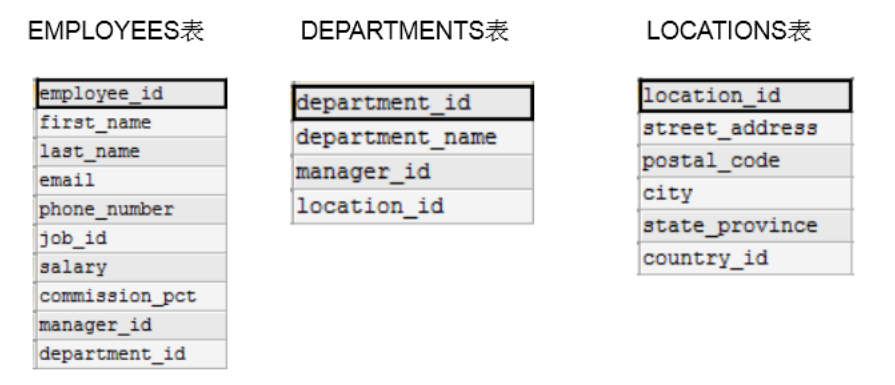 EMPLOYEES表
employee_id
first_name
last_name
email
phone_number
job_id
salary
commission_pct
manager_id
department_id
DEPARTMENTS表
department_id
department_name
manager_id
location_id
LOCATIONS表
location_id
street_address
postal_code
city
state_province
country_id